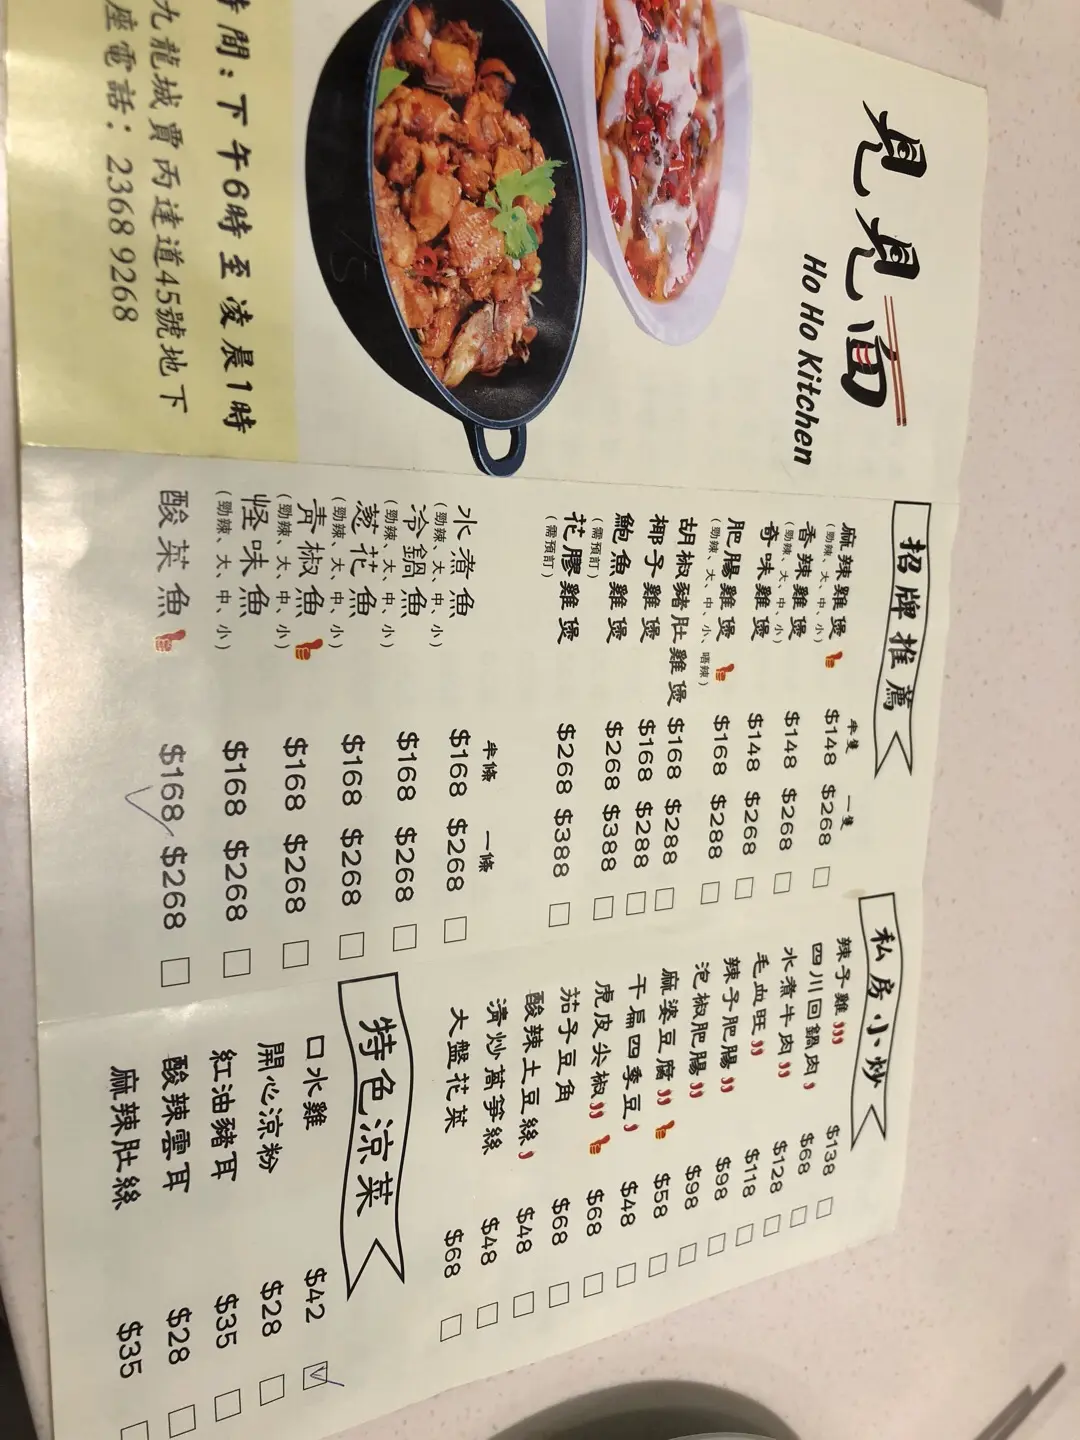 見見面
Ho Ho Kitchen
時間：下午6時至凌晨1時
九龍城賈炳達道45號地下
座電話：2368 9268
招牌推薦
半隻 一隻
麻辣雞煲 $148 $268
（勁辣、大、中、小）
香辣雞煲 $148 $268
（勁辣、大、中、小）
奇味雞煲 $148 $268
肥腸雞煲 $168 $288
（勁辣、大、中、小、唔辣）
胡椒豬肚雞煲 $168 $288
椰子雞煲 $168 $288
鮑魚雞煲 $268 $388
（需預訂）
花膠雞煲 $268 $388
（需預訂）
半條 一條
水煮魚 $168 $268
（勁辣、大、中、小）
冷鍋魚 $168 $268
（勁辣、大、中、小）
蔥花魚 $168 $268
（勁辣、大、中、小）
青椒魚 $168 $268
（勁辣、大、中、小）
怪味魚 $168 $268
（勁辣、大、中、小）
酸菜魚 $168 $268
私房小炒
辣子雞 $138
四川回鍋肉 $68
水煮牛肉 $128
毛血旺 $118
辣子肥腸 $98
泡椒肥腸 $98
麻婆豆腐 $58
干扁四季豆 $48
虎皮尖椒 $68
茄子豆角 $68
酸辣土豆絲 $48
清炒萵筍絲 $48
大盤花菜 $68
特色涼菜
口水雞 $42
開心涼粉 $28
紅油豬耳 $35
酸辣雲耳 $28
麻辣肚絲 $35